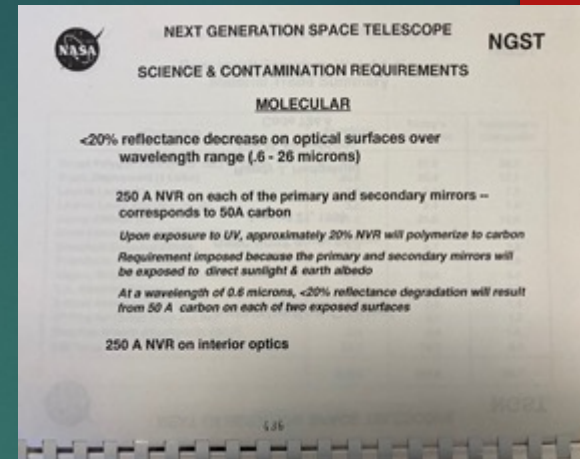 NASA
NEXT GENERATION SPACE TELESCOPE
NGST
SCIENCE & CONTAMINATION REQUIREMENTS
MOLECULAR
<20% reflectance decrease on optical surfaces over
wavelength range (.6 - 26 microns)
250 A NVR on each of the primary and secondary mirrors --
corresponds to 50A carbon
Upon exposure to UV, approximately 20% NVR will polymerize to carbon
Requirement imposed because the primary and secondary mirrors will
be exposed to direct sunlight & earth albedo
At a wavelength of 0.6 microns, <20% reflectance degradation will result
from 50 A carbon on each of two exposed surfaces
250 A NVR on interior optics